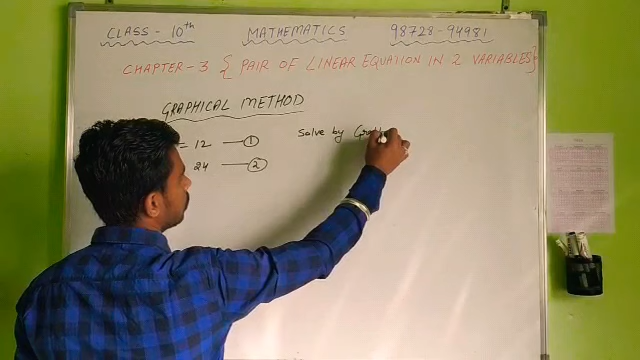 CLASS - 10th MATHEMATICS 98728-94981
CHAPTER-3 { PAIR OF LINEAR EQUATION IN 2 VARIABLES }
GRAPHICAL METHOD
= 12 — 1 Solve by Graph
24 — 2